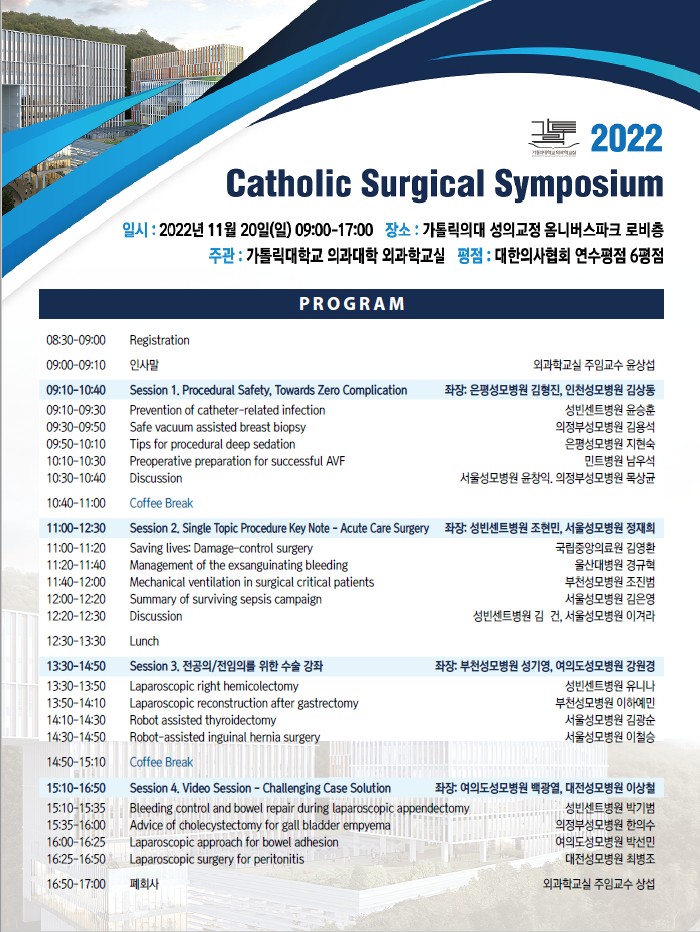 가톨릭대학교 외과학교실
2022
Catholic Surgical Symposium
일시 : 2022년 11월 20일(일) 09:00-17:00 장소 : 가톨릭의대 성의교정 옴니버스파크 로비층
주관 : 가톨릭대학교 의과대학 외과학교실 평점 : 대한의사협회 연수평점 6평점
PROGRAM
08:30-09:00 Registration
09:00-09:10 인사말 외과학교실 주임교수 윤상섭
09:10-10:40 Session 1. Procedural Safety, Towards Zero Complication 좌장: 은평성모병원 김형진, 인천성모병원 김상동
09:10-09:30 Prevention of catheter-related infection 성빈센트병원 윤승훈
09:30-09:50 Safe vacuum assisted breast biopsy 의정부성모병원 김용석
09:50-10:10 Tips for procedural deep sedation 은평성모병원 지현숙
10:10-10:30 Preoperative preparation for successful AVF 민트병원 남우석
10:30-10:40 Discussion 서울성모병원 윤창익. 의정부성모병원 목상균
10:40-11:00 Coffee Break
11:00-12:30 Session 2. Single Topic Procedure Key Note - Acute Care Surgery 좌장: 성빈센트병원 조현민, 서울성모병원 정재희
11:00-11:20 Saving lives: Damage-control surgery 국립중앙의료원 김영환
11:20-11:40 Management of the exsanguinating bleeding 울산대병원 경규혁
11:40-12:00 Mechanical ventilation in surgical critical patients 부천성모병원 조진범
12:00-12:20 Summary of surviving sepsis campaign 서울성모병원 김은영
12:20-12:30 Discussion 성빈센트병원 김 건, 서울성모병원 이겨라
12:30-13:30 Lunch
13:30-14:50 Session 3. 전공의/전임의를 위한 수술 강좌 좌장: 부천성모병원 성기영, 여의도성모병원 강원경
13:30-13:50 Laparoscopic right hemicolectomy 성빈센트병원 유니나
13:50-14:10 Laparoscopic reconstruction after gastrectomy 부천성모병원 이하예민
14:10-14:30 Robot assisted thyroidectomy 서울성모병원 김광순
14:30-14:50 Robot-assisted inguinal hernia surgery 서울성모병원 이철승
14:50-15:10 Coffee Break
15:10-16:50 Session 4. Video Session - Challenging Case Solution 좌장: 여의도성모병원 백광열, 대전성모병원 이상철
15:10-15:35 Bleeding control and bowel repair during laparoscopic appendectomy 성빈센트병원 박기범
15:35-16:00 Advice of cholecystectomy for gall bladder empyema 의정부성모병원 한의수
16:00-16:25 Laparoscopic approach for bowel adhesion 여의도성모병원 박선민
16:25-16:50 Laparoscopic surgery for peritonitis 대전성모병원 최병조
16:50-17:00 폐회사 외과학교실 주임교수 상섭